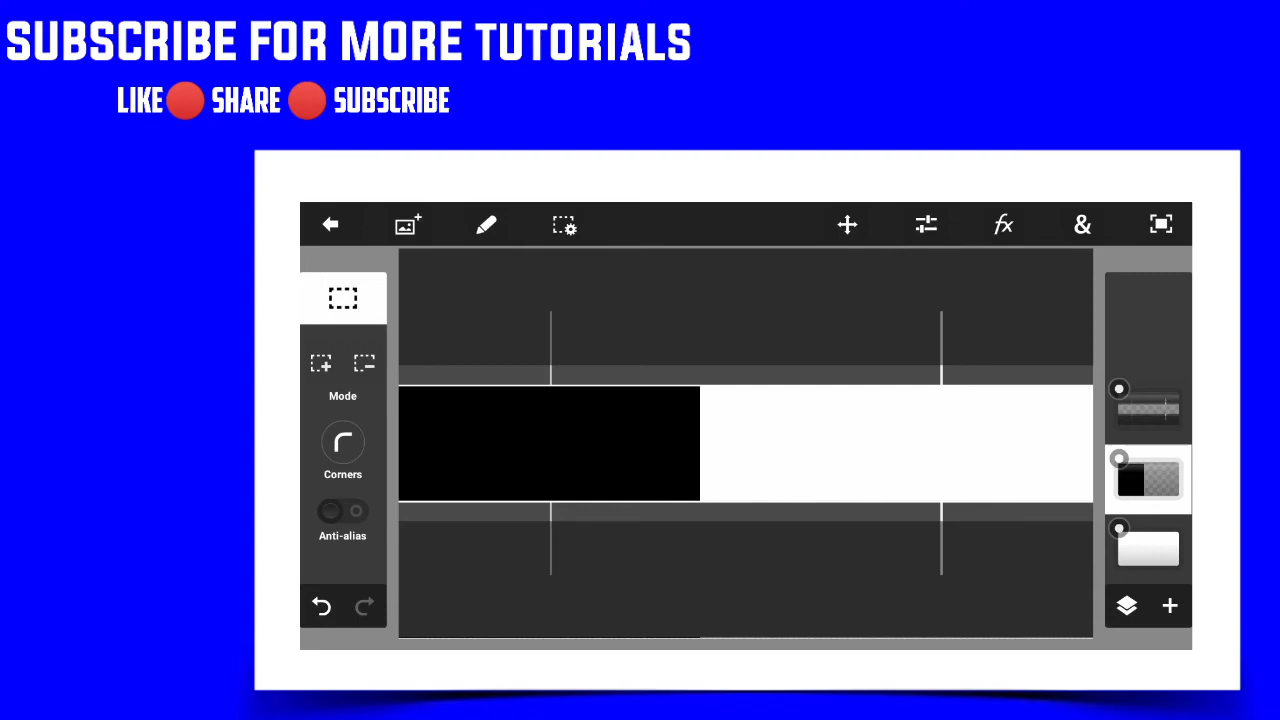 SUBSCRIBE FOR MORE TUTORIALS
LIKE🔴 SHARE 🔴 SUBSCRIBE
fx &
Mode
Corners
Anti-alias